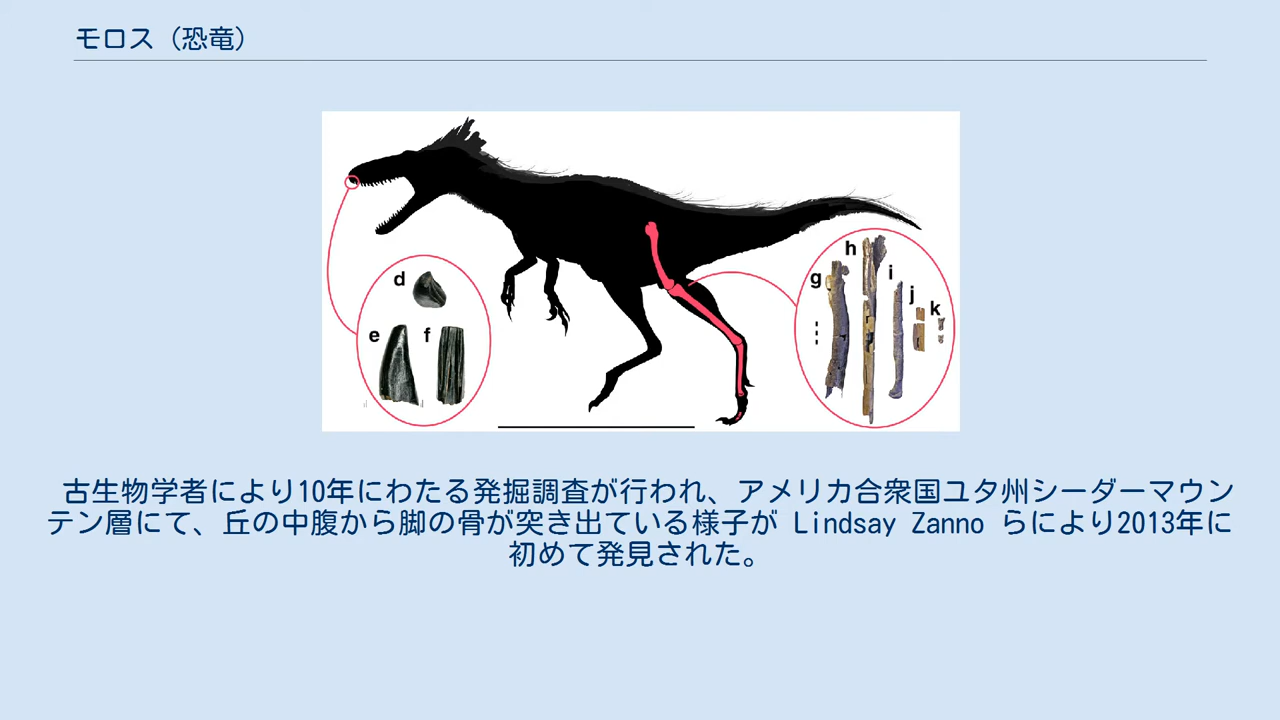 モロス（恐竜）
d
e
f
g
h
i
j
k
古生物学者により10年にわたる発掘調査が行われ、アメリカ合衆国ユタ州シーダーマウン
テン層にて、丘の中腹から脚の骨が突き出ている様子が Lindsay Zanno らにより2013年に
初めて発見された。